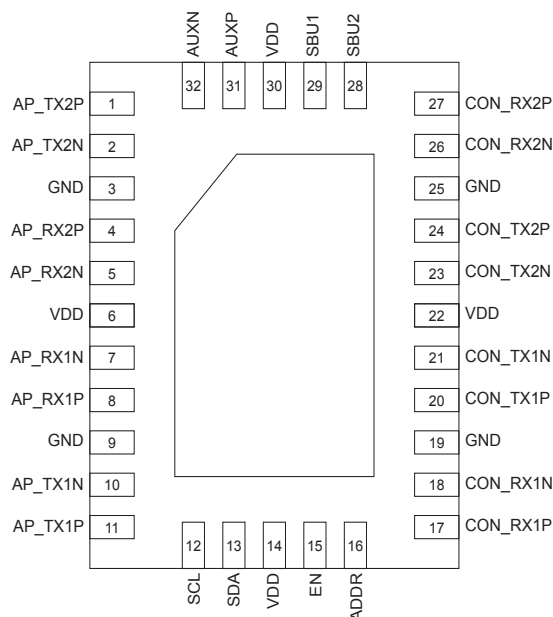 AUXN AUXP VDD SBU1 SBU2
32 31 30 29 28
AP_TX2P 1 27 CON_RX2P
AP_TX2N 2 26 CON_RX2N
GND 3 25 GND
AP_RX2P 4 24 CON_TX2P
AP_RX2N 5 23 CON_TX2N
VDD 6 22 VDD
AP_RX1N 7 21 CON_TX1N
AP_RX1P 8 20 CON_TX1P
GND 9 19 GND
AP_TX1N 10 18 CON_RX1N
AP_TX1P 11 17 CON_RX1P
12 13 14 15 16
SCL SDA VDD EN ADDR